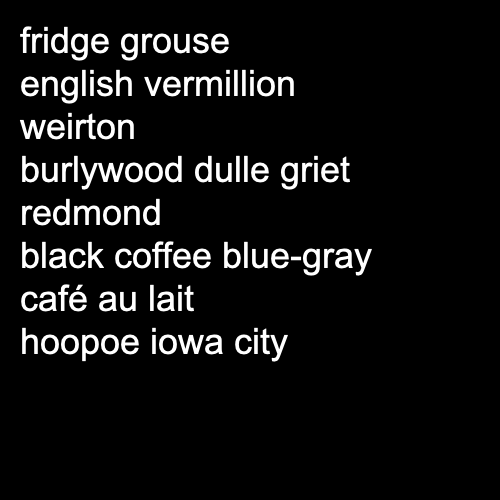 fridge grouse
english vermillion
weirton
burlywood dulle griet
redmond
black coffee blue-gray
café au lait
hoopoe iowa city